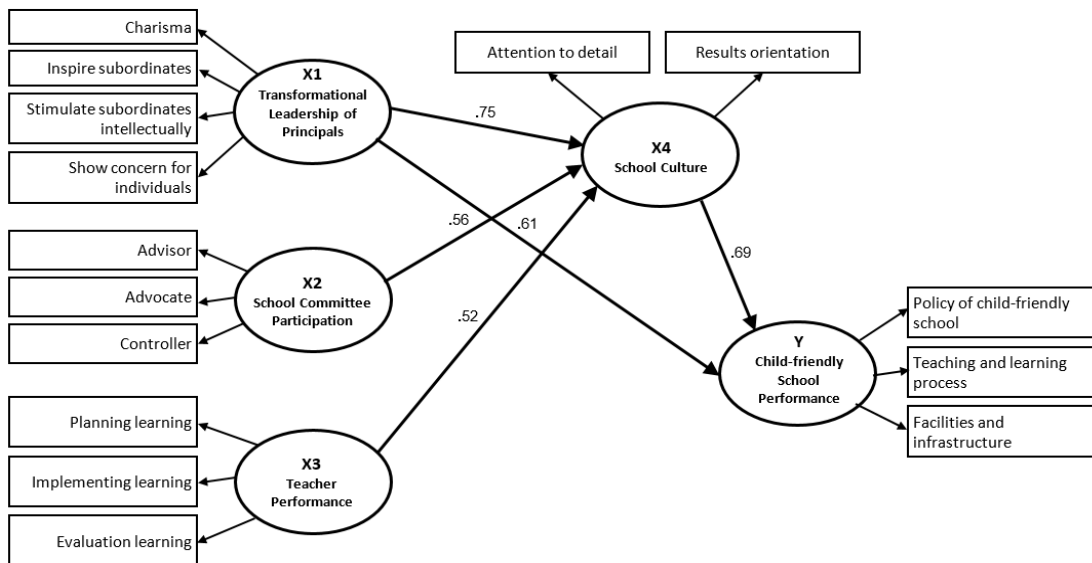 Charisma
Inspire subordinates
Stimulate subordinates
intellectually
Show concern for
individuals
X1
Transformational
Leadership of
Principals
Attention to detail
Results orientation
.75
X4
School Culture
.56
.61
Advisor
Advocate
Controller
X2
School Committee
Participation
.69
.52
Policy of child-friendly
school
Teaching and learning
process
Facilities and
infrastructure
Y
Child-friendly
School
Performance
Planning learning
Implementing learning
Evaluation learning
X3
Teacher
Performance